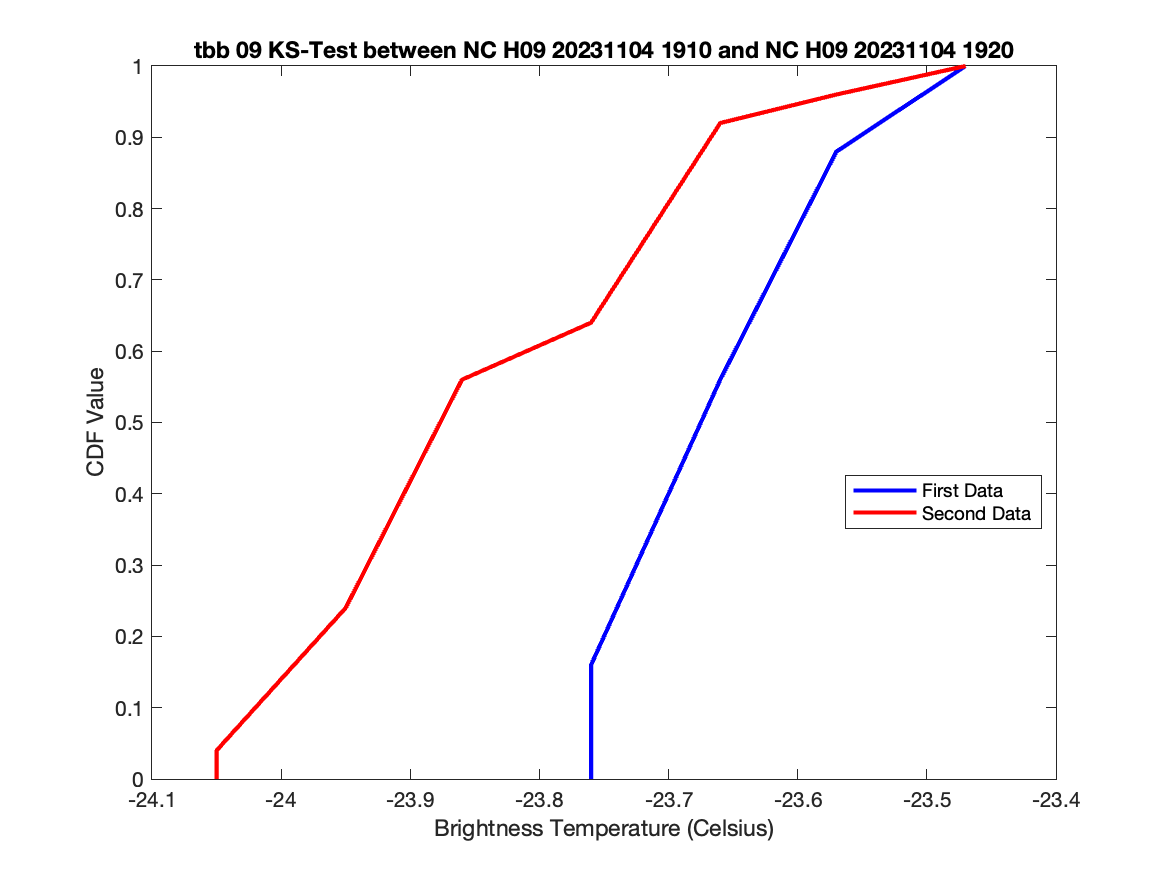 tbb 09 KS-Test between NC H09 20231104 1910 and NC H09 20231104 1920
1
0.9
0.8
0.7
0.6
0.5
0.4
0.3
0.2
0.1
0
CDF Value
First Data
Second Data
-24.1 -24 -23.9 -23.8 -23.7 -23.6 -23.5 -23.4
Brightness Temperature (Celsius)